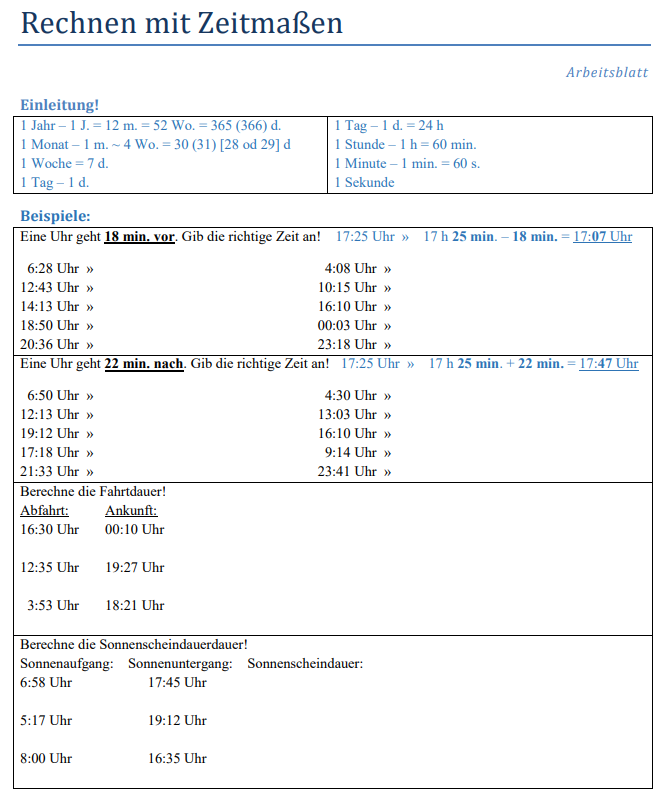 Rechnen mit Zeitmaßen
Arbeitsblatt
Einleitung!
1 Jahr – 1 J. = 12 m. = 52 Wo. = 365 (366) d.
1 Monat – 1 m. ~ 4 Wo. = 30 (31) [28 od 29] d
1 Woche = 7 d.
1 Tag – 1 d.
1 Tag – 1 d. = 24 h
1 Stunde – 1 h = 60 min.
1 Minute – 1 min. = 60 s.
1 Sekunde
Beispiele:
Eine Uhr geht 18 min. vor. Gib die richtige Zeit an! 17:25 Uhr » 17 h 25 min. – 18 min. = 17:07 Uhr
6:28 Uhr » 4:08 Uhr »
12:43 Uhr » 10:15 Uhr »
14:13 Uhr » 16:10 Uhr »
18:50 Uhr » 00:03 Uhr »
20:36 Uhr » 23:18 Uhr »
Eine Uhr geht 22 min. nach. Gib die richtige Zeit an! 17:25 Uhr » 17 h 25 min. + 22 min. = 17:47 Uhr
6:50 Uhr » 4:30 Uhr »
12:13 Uhr » 13:03 Uhr »
19:12 Uhr » 16:10 Uhr »
17:18 Uhr » 9:14 Uhr »
21:33 Uhr » 23:41 Uhr »
Berechne die Fahrtdauer!
Abfahrt: Ankunft:
16:30 Uhr 00:10 Uhr
12:35 Uhr 19:27 Uhr
3:53 Uhr 18:21 Uhr
Berechne die Sonnenscheindauerdauer!
Sonnenaufgang: Sonnenuntergang: Sonnenscheindauer:
6:58 Uhr 17:45 Uhr
5:17 Uhr 19:12 Uhr
8:00 Uhr 16:35 Uhr